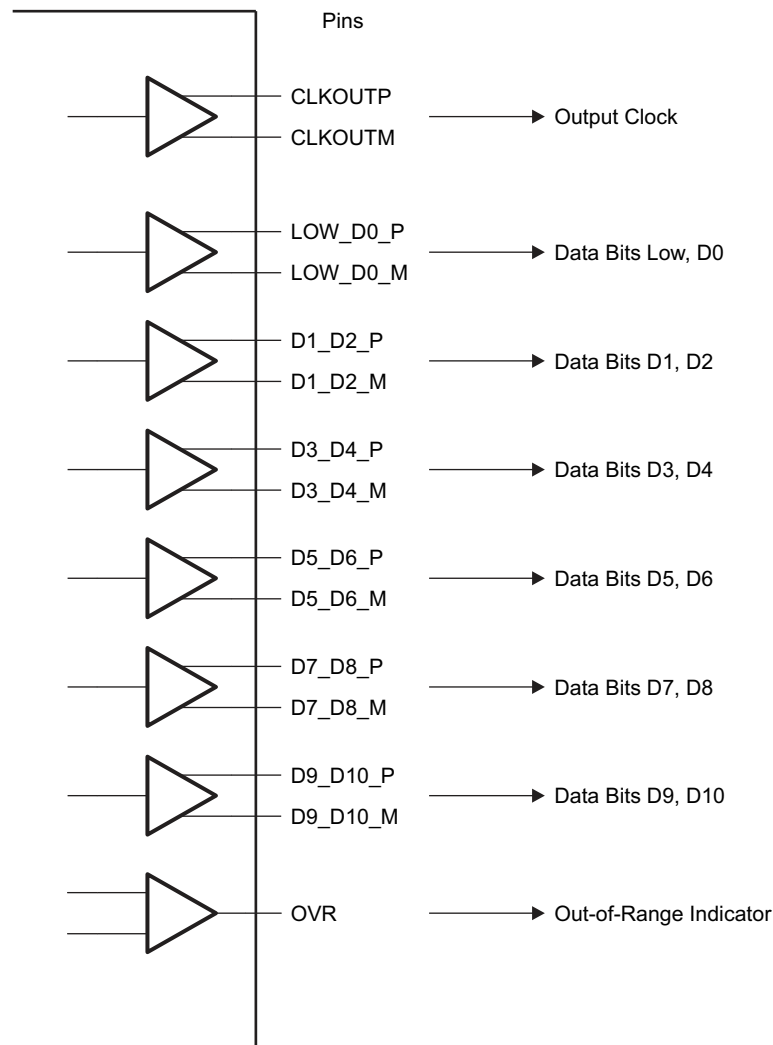 Pins
CLKOUTP
CLKOUTM
Output Clock
LOW_D0_P
LOW_D0_M
Data Bits Low, D0
D1_D2_P
D1_D2_M
Data Bits D1, D2
D3_D4_P
D3_D4_M
Data Bits D3, D4
D5_D6_P
D5_D6_M
Data Bits D5, D6
D7_D8_P
D7_D8_M
Data Bits D7, D8
D9_D10_P
D9_D10_M
Data Bits D9, D10
OVR
Out-of-Range Indicator